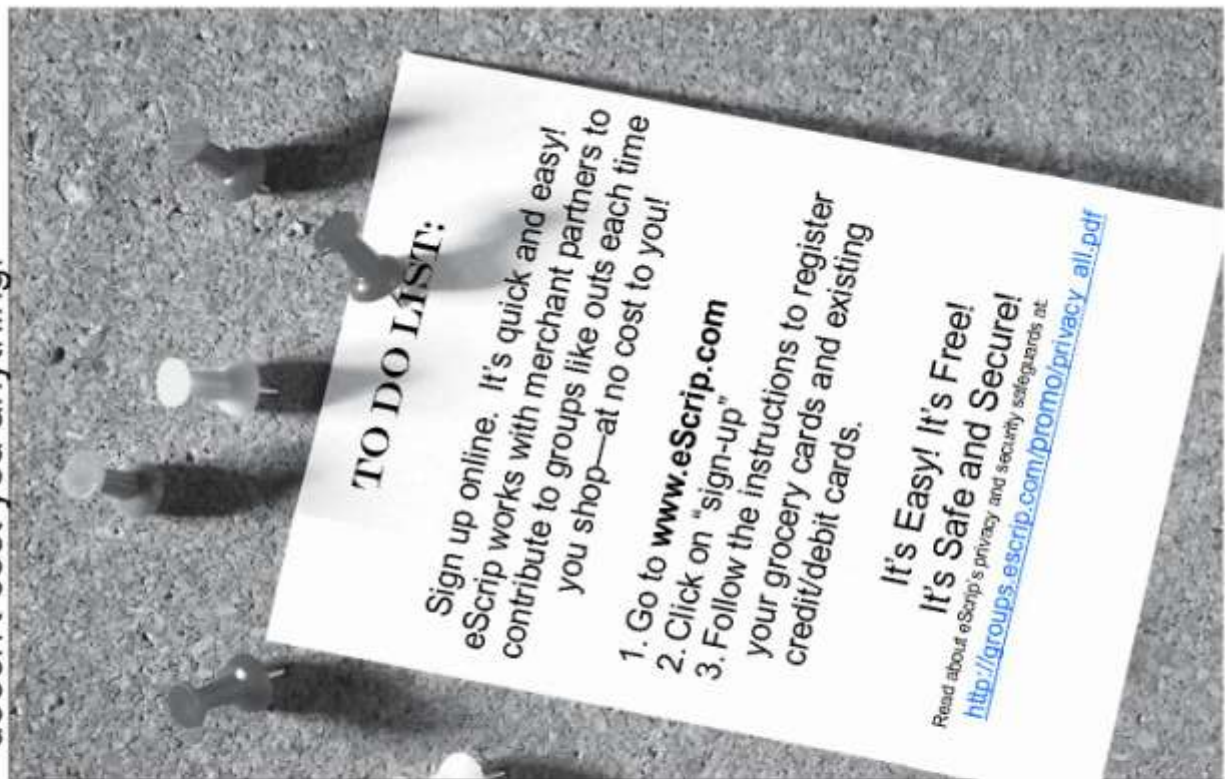 doesn't cost you anything!
TO DO LIST:
Sign up online. It's quick and easy!
eScrip works with merchant partners to
contribute to groups like outs each time
you shop—at no cost to you!
1. Go to www.eScrip.com
2. Click on "sign-up"
3. Follow the instructions to register
your grocery cards and existing
credit/debit cards.
It's Easy! It's Free!
It's Safe and Secure!
Read about eScrip's privacy and security safeguards at:
http://groups.escrip.com/promo/privacy_all.pdf